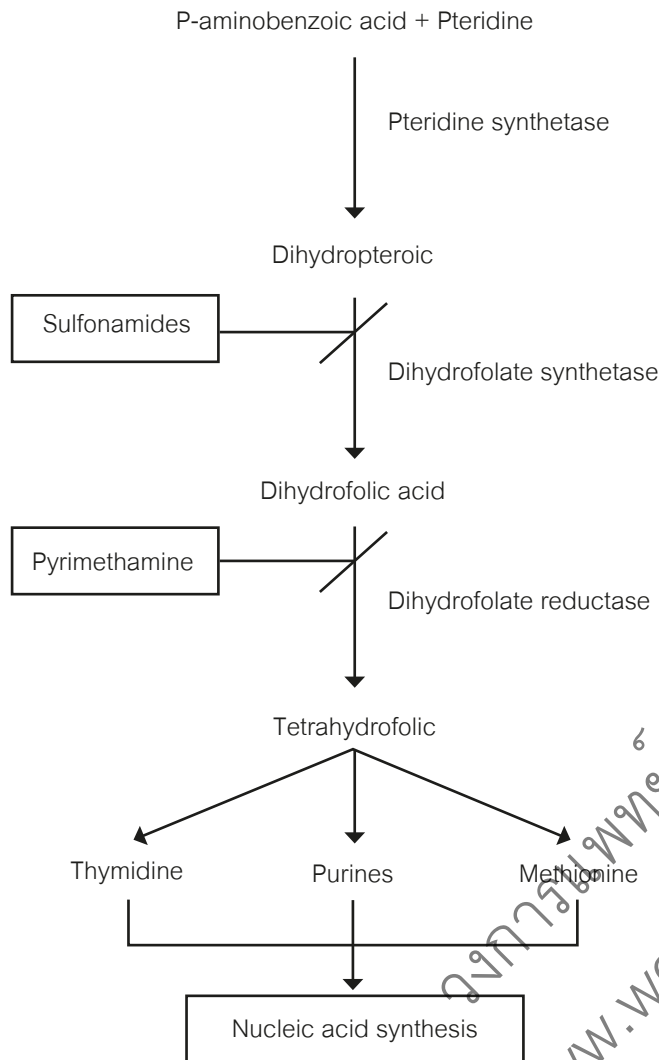 P-aminobenzoic acid + Pteridine
Pteridine synthetase
Dihydropteroic
Sulfonamides
Dihydrofolate synthetase
Dihydrofolic acid
Pyrimethamine
Dihydrofolate reductase
Tetrahydrofolic
Thymidine
Purines
Methionine
Nucleic acid synthesis